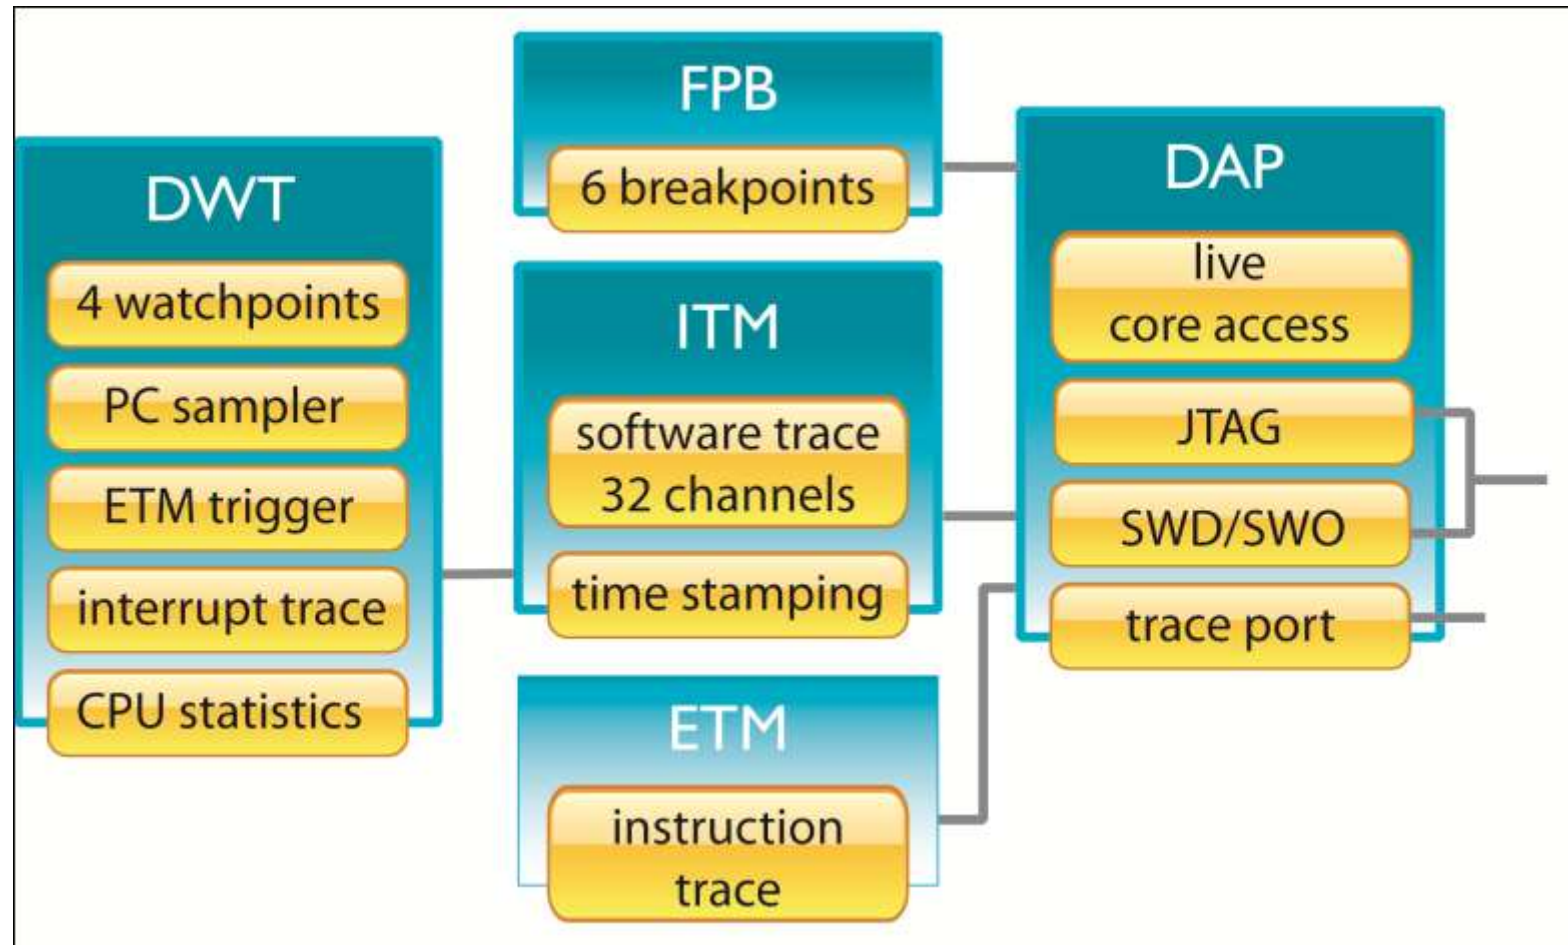 DWT
4 watchpoints
PC sampler
ETM trigger
interrupt trace
CPU statistics
FPB
6 breakpoints
ITM
software trace
32 channels
time stamping
ETM
instruction
trace
DAP
live
core access
JTAG
SWD/SWO
trace port